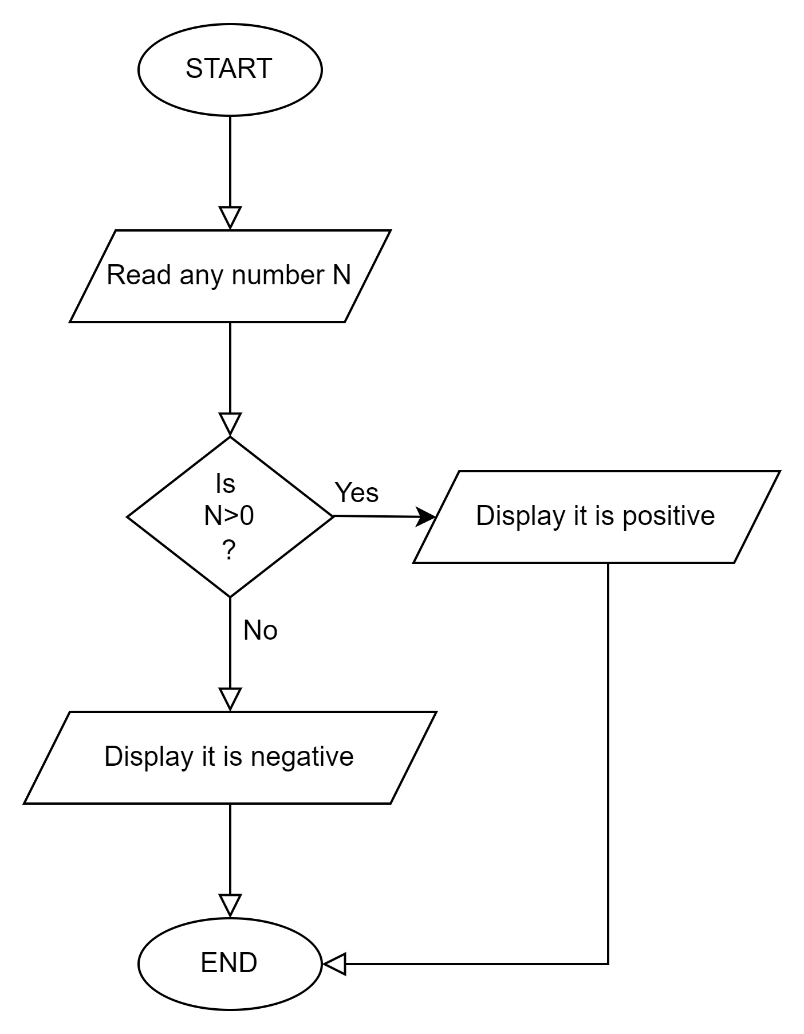 START
Read any number N
Is
N>0
?
Yes
Display it is positive
No
Display it is negative
END